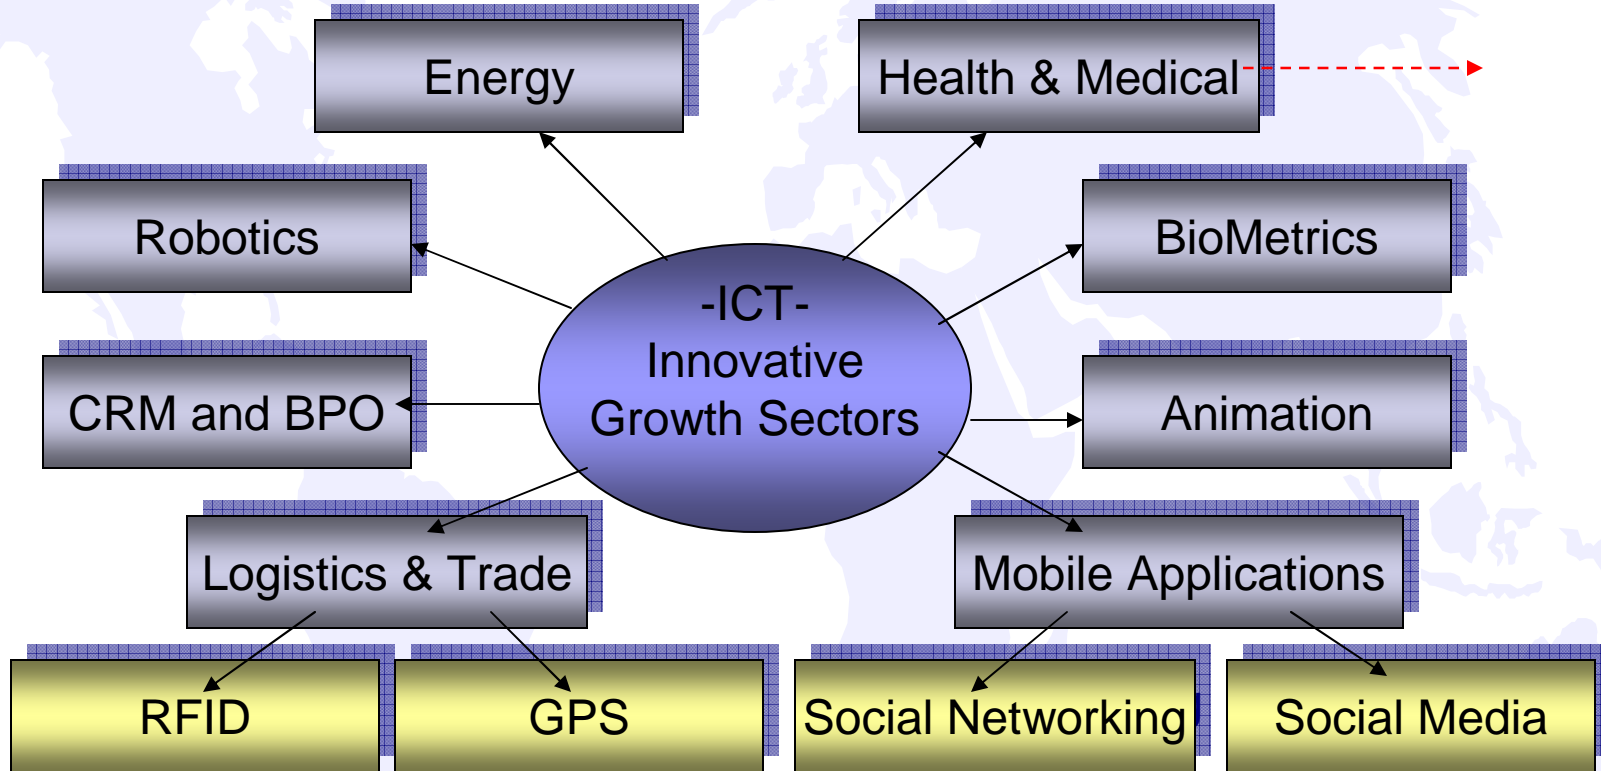 Energy
Health & Medical
Robotics
BioMetrics
-ICT-
Innovative
Growth Sectors
CRM and BPO
Animation
Logistics & Trade
Mobile Applications
RFID
GPS
Social Networking
Social Media